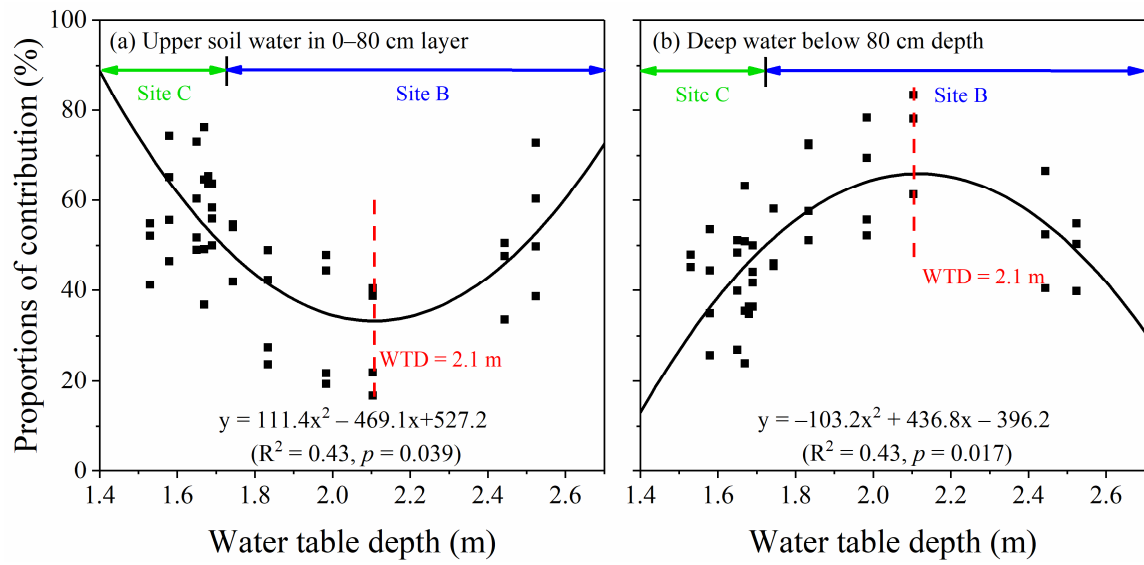 Proportions of contribution (%)
100
80
60
40
20
0
(a) Upper soil water in 0–80 cm layer
Site C
Site B
WTD = 2.1 m
y = 111.4x² – 469.1x+527.2
(R² = 0.43, p = 0.039)
1.4 1.6 1.8 2.0 2.2 2.4 2.6
Water table depth (m)
(b) Deep water below 80 cm depth
Sitc C
Site B
WTD = 2.1 m
y = –103.2x² + 436.8x – 396.2
(R² = 0.43, p = 0.017)
1.4 1.6 1.8 2.0 2.2 2.4 2.6
Water table depth (m)